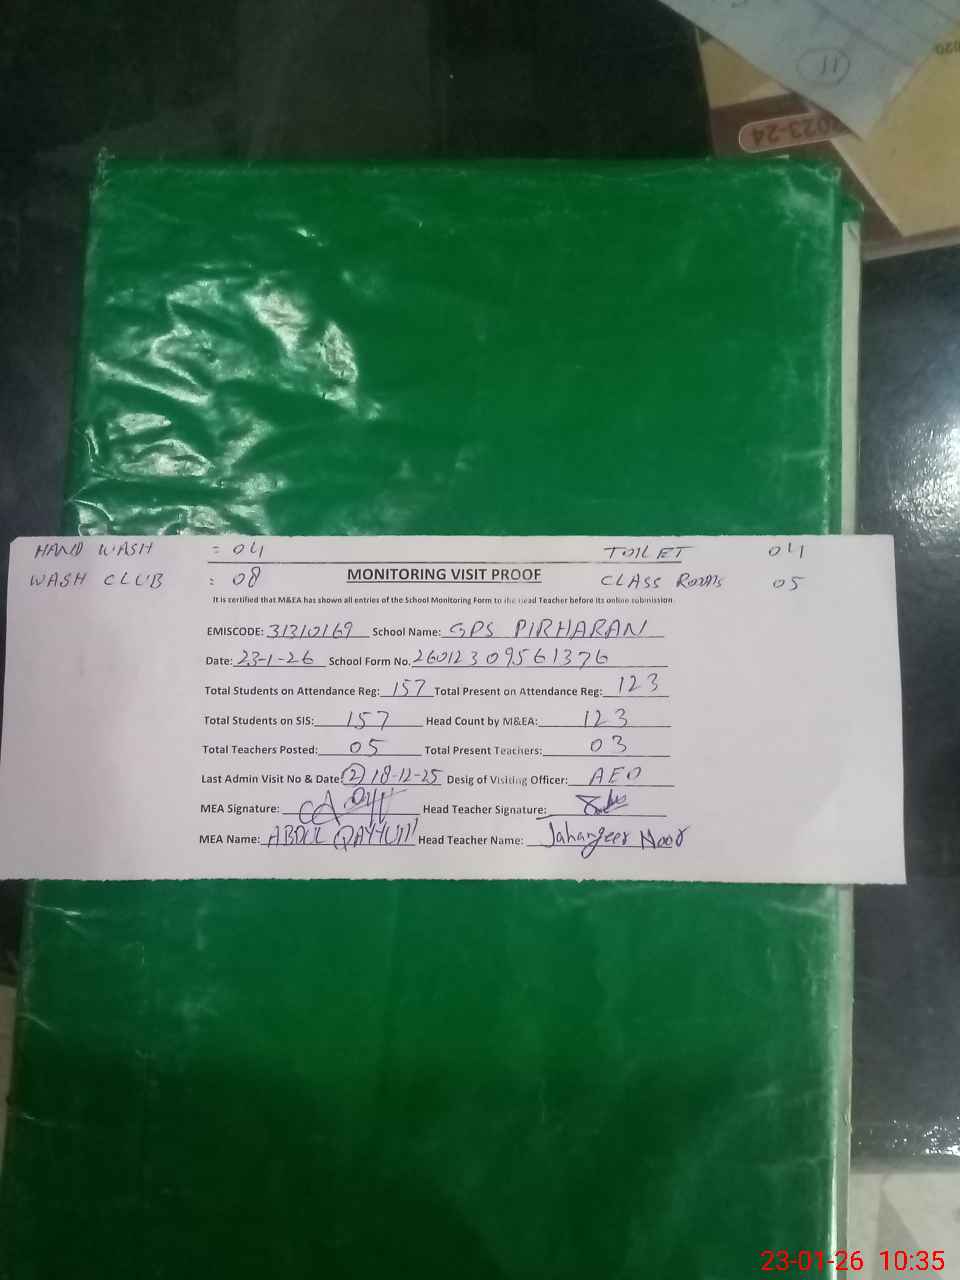 11
2020
2023-24
HAND WASH = 04 TOILET 04
WASH CLUB : 08 MONITORING VISIT PROOF CLASS ROOMS 05
It is certified that M&EA has shown all entries of the School Monitoring Form to the Head Teacher before its online submission.
EMISCODE: 31310169 School Name: GPS PIRHARAN
Date: 23-1-26 School Form No. 26012309561376
Total Students on Attendance Reg: 157 Total Present on Attendance Reg: 123
Total Students on SIS: 157 Head Count by M&EA: 123
Total Teachers Posted: 05 Total Present Teachers: 03
Last Admin Visit No & Date: (2) 18-12-25 Desig of Visiting Officer: AEO
MEA Signature: Head Teacher Signature:
MEA Name: ABDUL QAYYUM Head Teacher Name: Jahangeer Noor
23-01-26 10:35